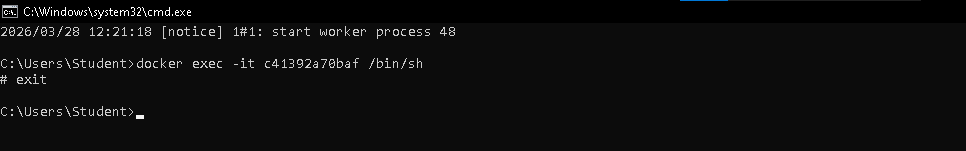 C:\Windows\system32\cmd.exe
2026/03/28 12:21:18 [notice] 1#1: start worker process 48
C:\Users\Student>docker exec -it c41392a70baf /bin/sh
# exit
C:\Users\Student>